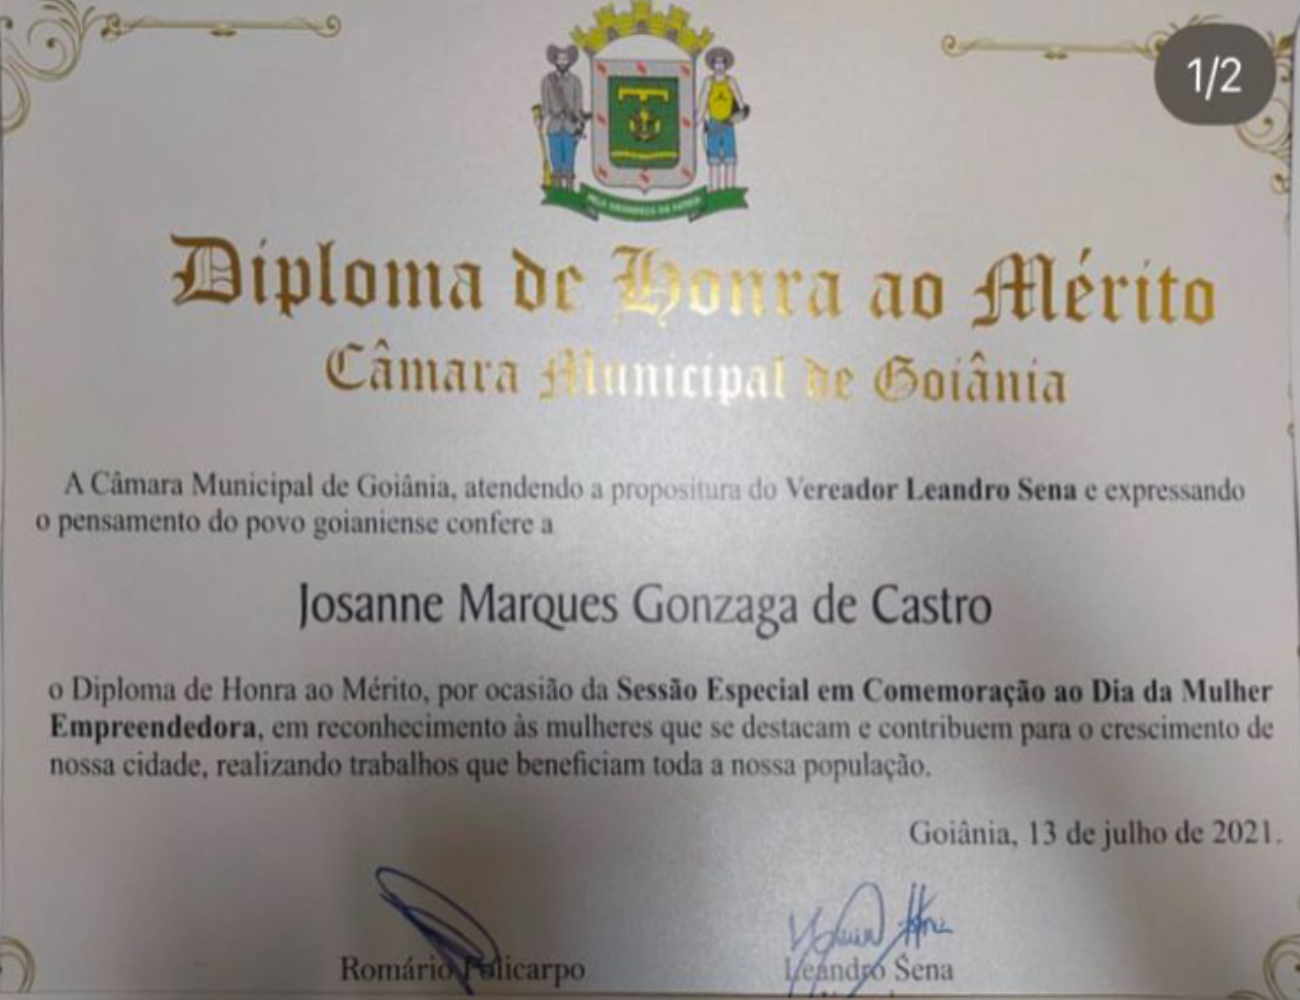 1/2
PELA GRANDEZA DA PÁTRIA
Diploma de Honra ao Mérito
Câmara Municipal de Goiânia
A Câmara Municipal de Goiânia, atendendo a propositura do Vereador Leandro Sena e expressando
o pensamento do povo goianiense confere a
Josanne Marques Gonzaga de Castro
o Diploma de Honra ao Mérito, por ocasião da Sessão Especial em Comemoração ao Dia da Mulher
Empreendedora, em reconhecimento às mulheres que se destacam e contribuem para o crescimento de
nossa cidade, realizando trabalhos que beneficiam toda a nossa população.
Goiânia, 13 de julho de 2021.
Romário Policarpo
Leandro Sena